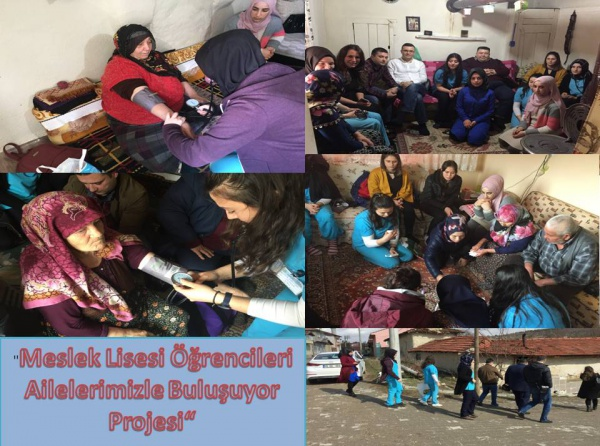 "Meslek Lisesi Öğrencileri
Ailelerimizle Buluşuyor
Projesi“